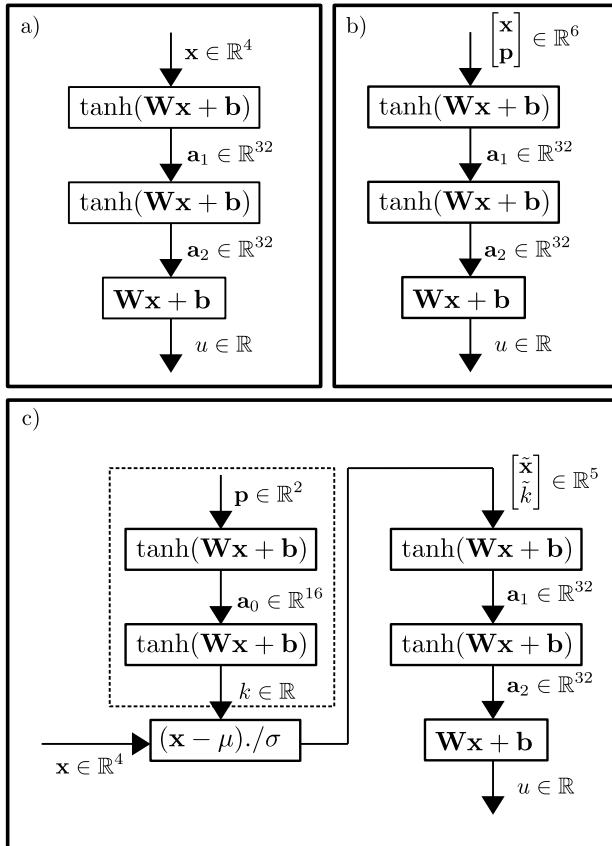 a)
𝐱 ∈ ℝ⁴
tanh(𝐖𝐱 + 𝐛)
𝐚₁ ∈ ℝ³²
tanh(𝐖𝐱 + 𝐛)
𝐚₂ ∈ ℝ³²
𝐖𝐱 + 𝐛
u ∈ ℝ
b)
[𝐱 𝐩] ∈ ℝ⁶
tanh(𝐖𝐱 + 𝐛)
𝐚₁ ∈ ℝ³²
tanh(𝐖𝐱 + 𝐛)
𝐚₂ ∈ ℝ³²
𝐖𝐱 + 𝐛
u ∈ ℝ
c)
𝐩 ∈ ℝ²
tanh(𝐖𝐱 + 𝐛)
𝐚₀ ∈ ℝ¹⁶
tanh(𝐖𝐱 + 𝐛)
k ∈ ℝ
(𝐱 − μ)./σ
𝐱 ∈ ℝ⁴
[𝐱̃ k̃] ∈ ℝ⁵
tanh(𝐖𝐱 + 𝐛)
𝐚₁ ∈ ℝ³²
tanh(𝐖𝐱 + 𝐛)
𝐚₂ ∈ ℝ³²
𝐖𝐱 + 𝐛
u ∈ ℝ